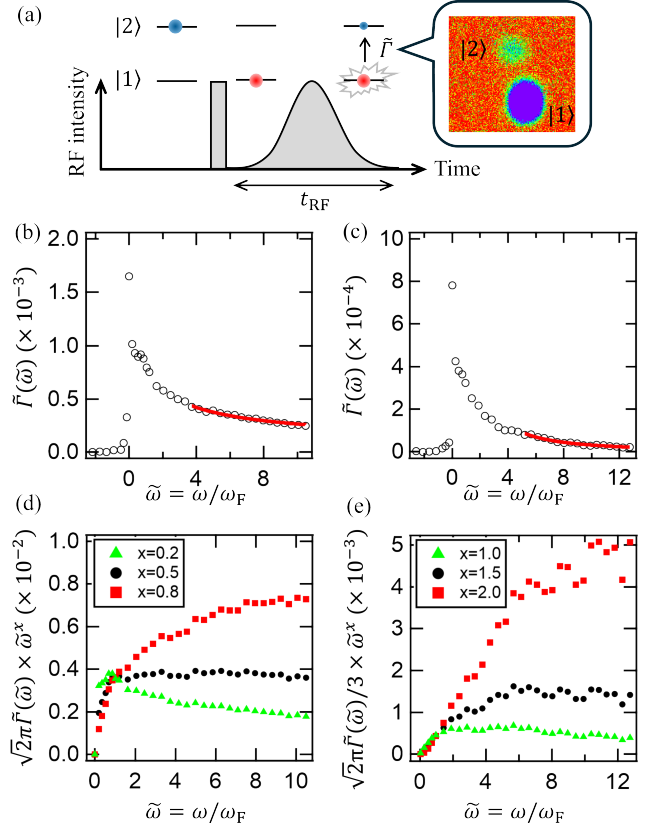 (a)
|2⟩
|1⟩
Γ̃
|2⟩
|1⟩
RF intensity
Time
t_RF
(b)
Γ̃(ω̃) (× 10⁻³)
2.0
1.5
1.0
0.5
0.0
0 4 8
ω̃ = ω/ω_F
(c)
Γ̃(ω̃) (× 10⁻⁴)
10
8
6
4
2
0
0 4 8 12
ω̃ = ω/ω_F
(d)
√2πΓ̃(ω̃) × ω̃ˣ (× 10⁻²)
1.0
0.8
0.6
0.4
0.2
0.0
x=0.2
x=0.5
x=0.8
0 2 4 6 8 10
ω̃ = ω/ω_F
(e)
√2πΓ̃(ω̃)/3 × ω̃ˣ (× 10⁻³)
5
4
3
2
1
0
x=1.0
x=1.5
x=2.0
0 4 8 12
ω̃ = ω/ω_F